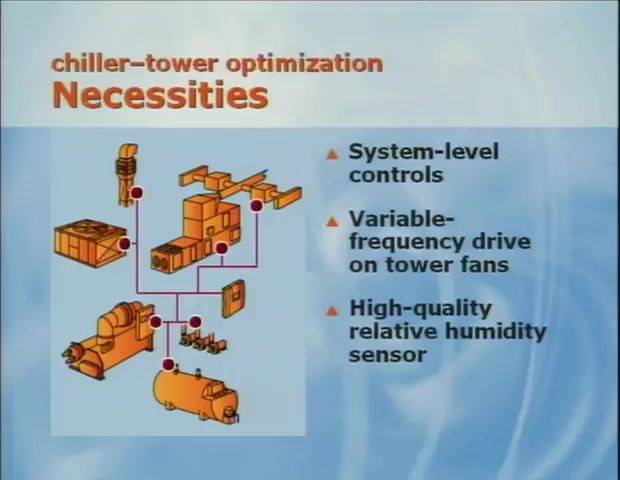 chiller–tower optimization
Necessities
System-level
controls
Variable-
frequency drive
on tower fans
High-quality
relative humidity
sensor